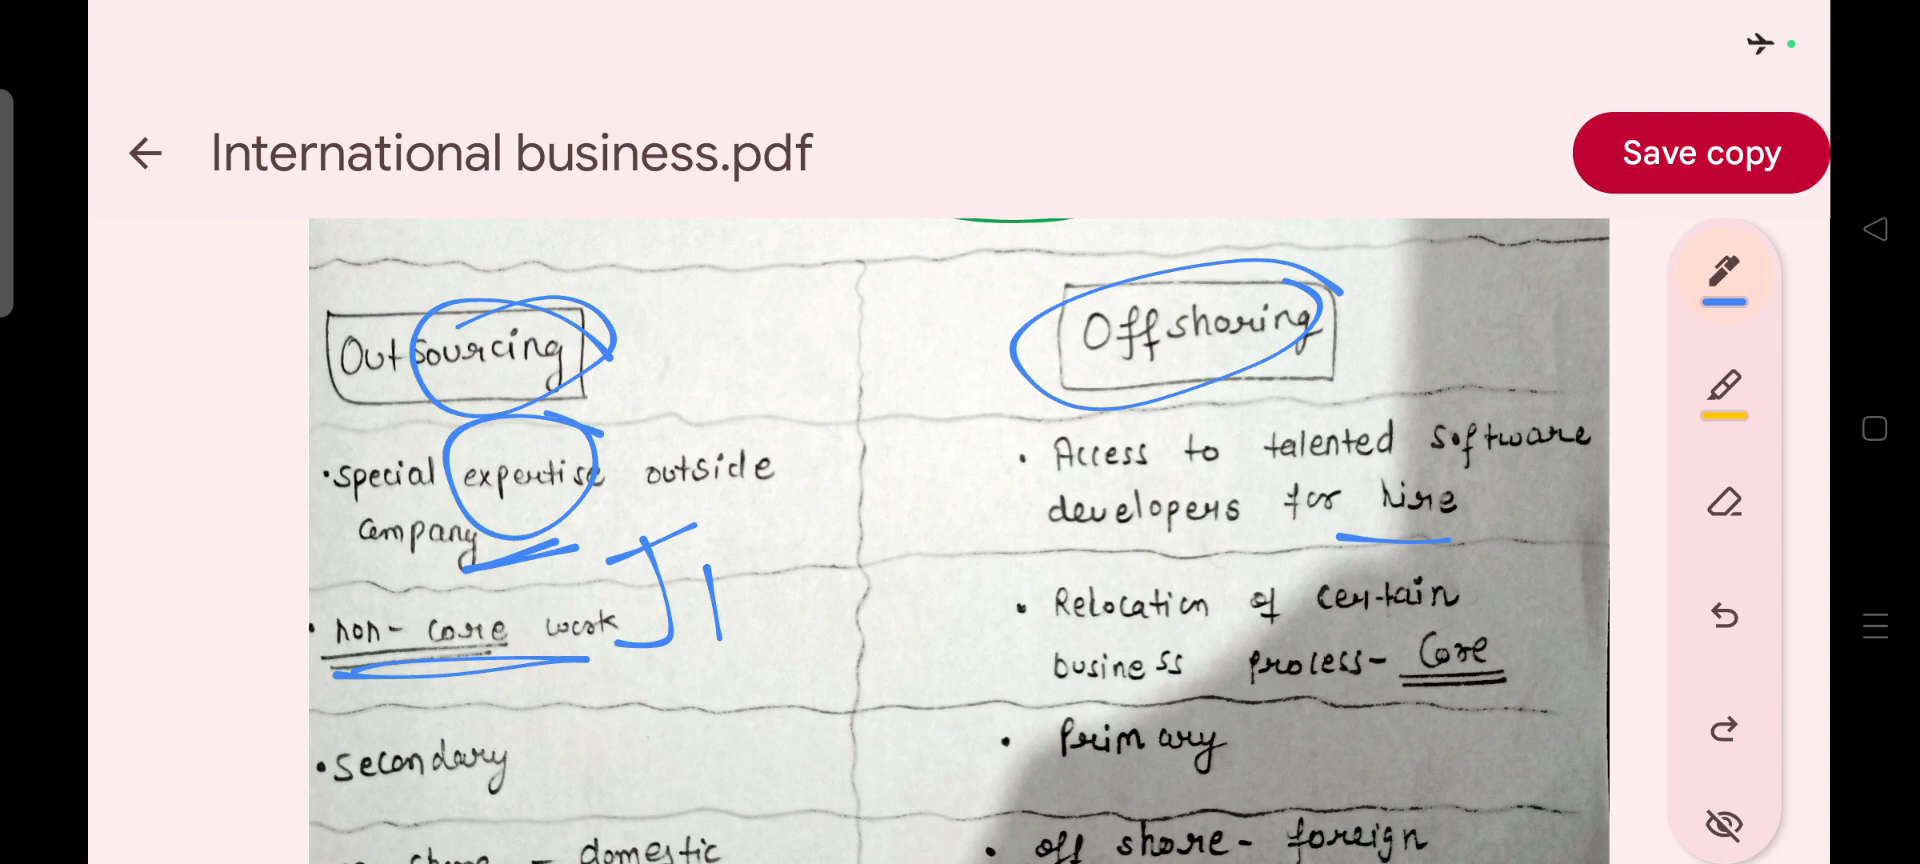 International business.pdf
Save copy
Outsourcing
Offshoring
• special expertise outside
company
• Access to talented software
developers for hire
• non - core work
• Relocation of certain
business process - Core
• secondary
• Primary
shore - domestic
• off shore - foreign